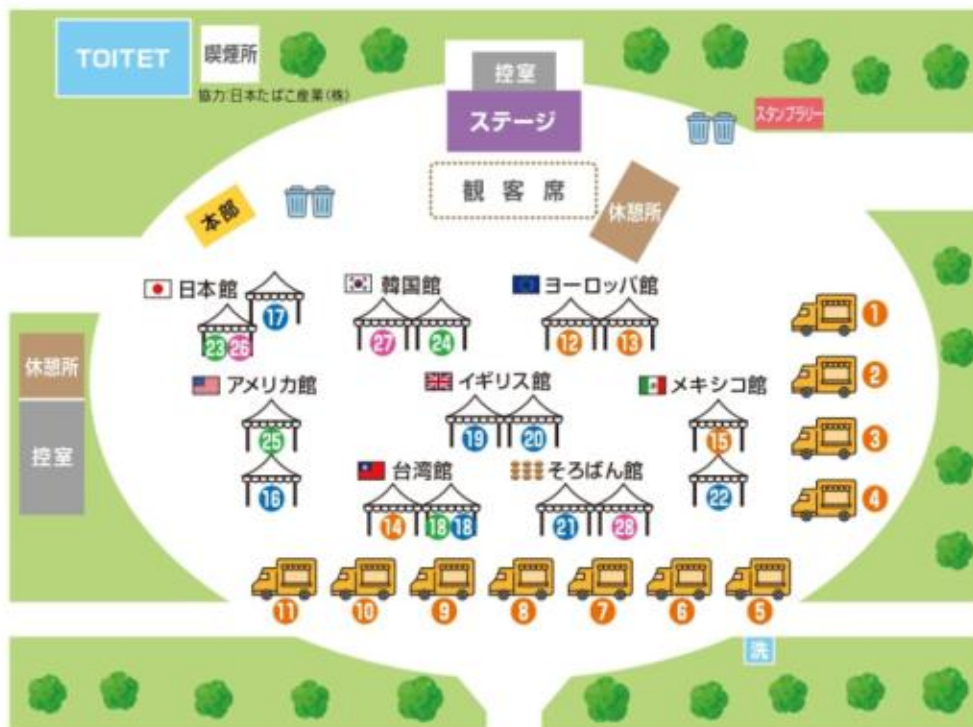 TOITET
喫煙所
協力:日本たばこ産業(株)
控室
ステージ
観客席
スタンプラリー
本部
休憩所
日本館
17
23 26
韓国館
27 24
ヨーロッパ館
12 13
1
2
3
4
休憩所
控室
アメリカ館
25
16
イギリス館
19 20
メキシコ館
15
22
台湾館
14 18 18
そろばん館
21 28
11 10 9 8 7 6 5
洗